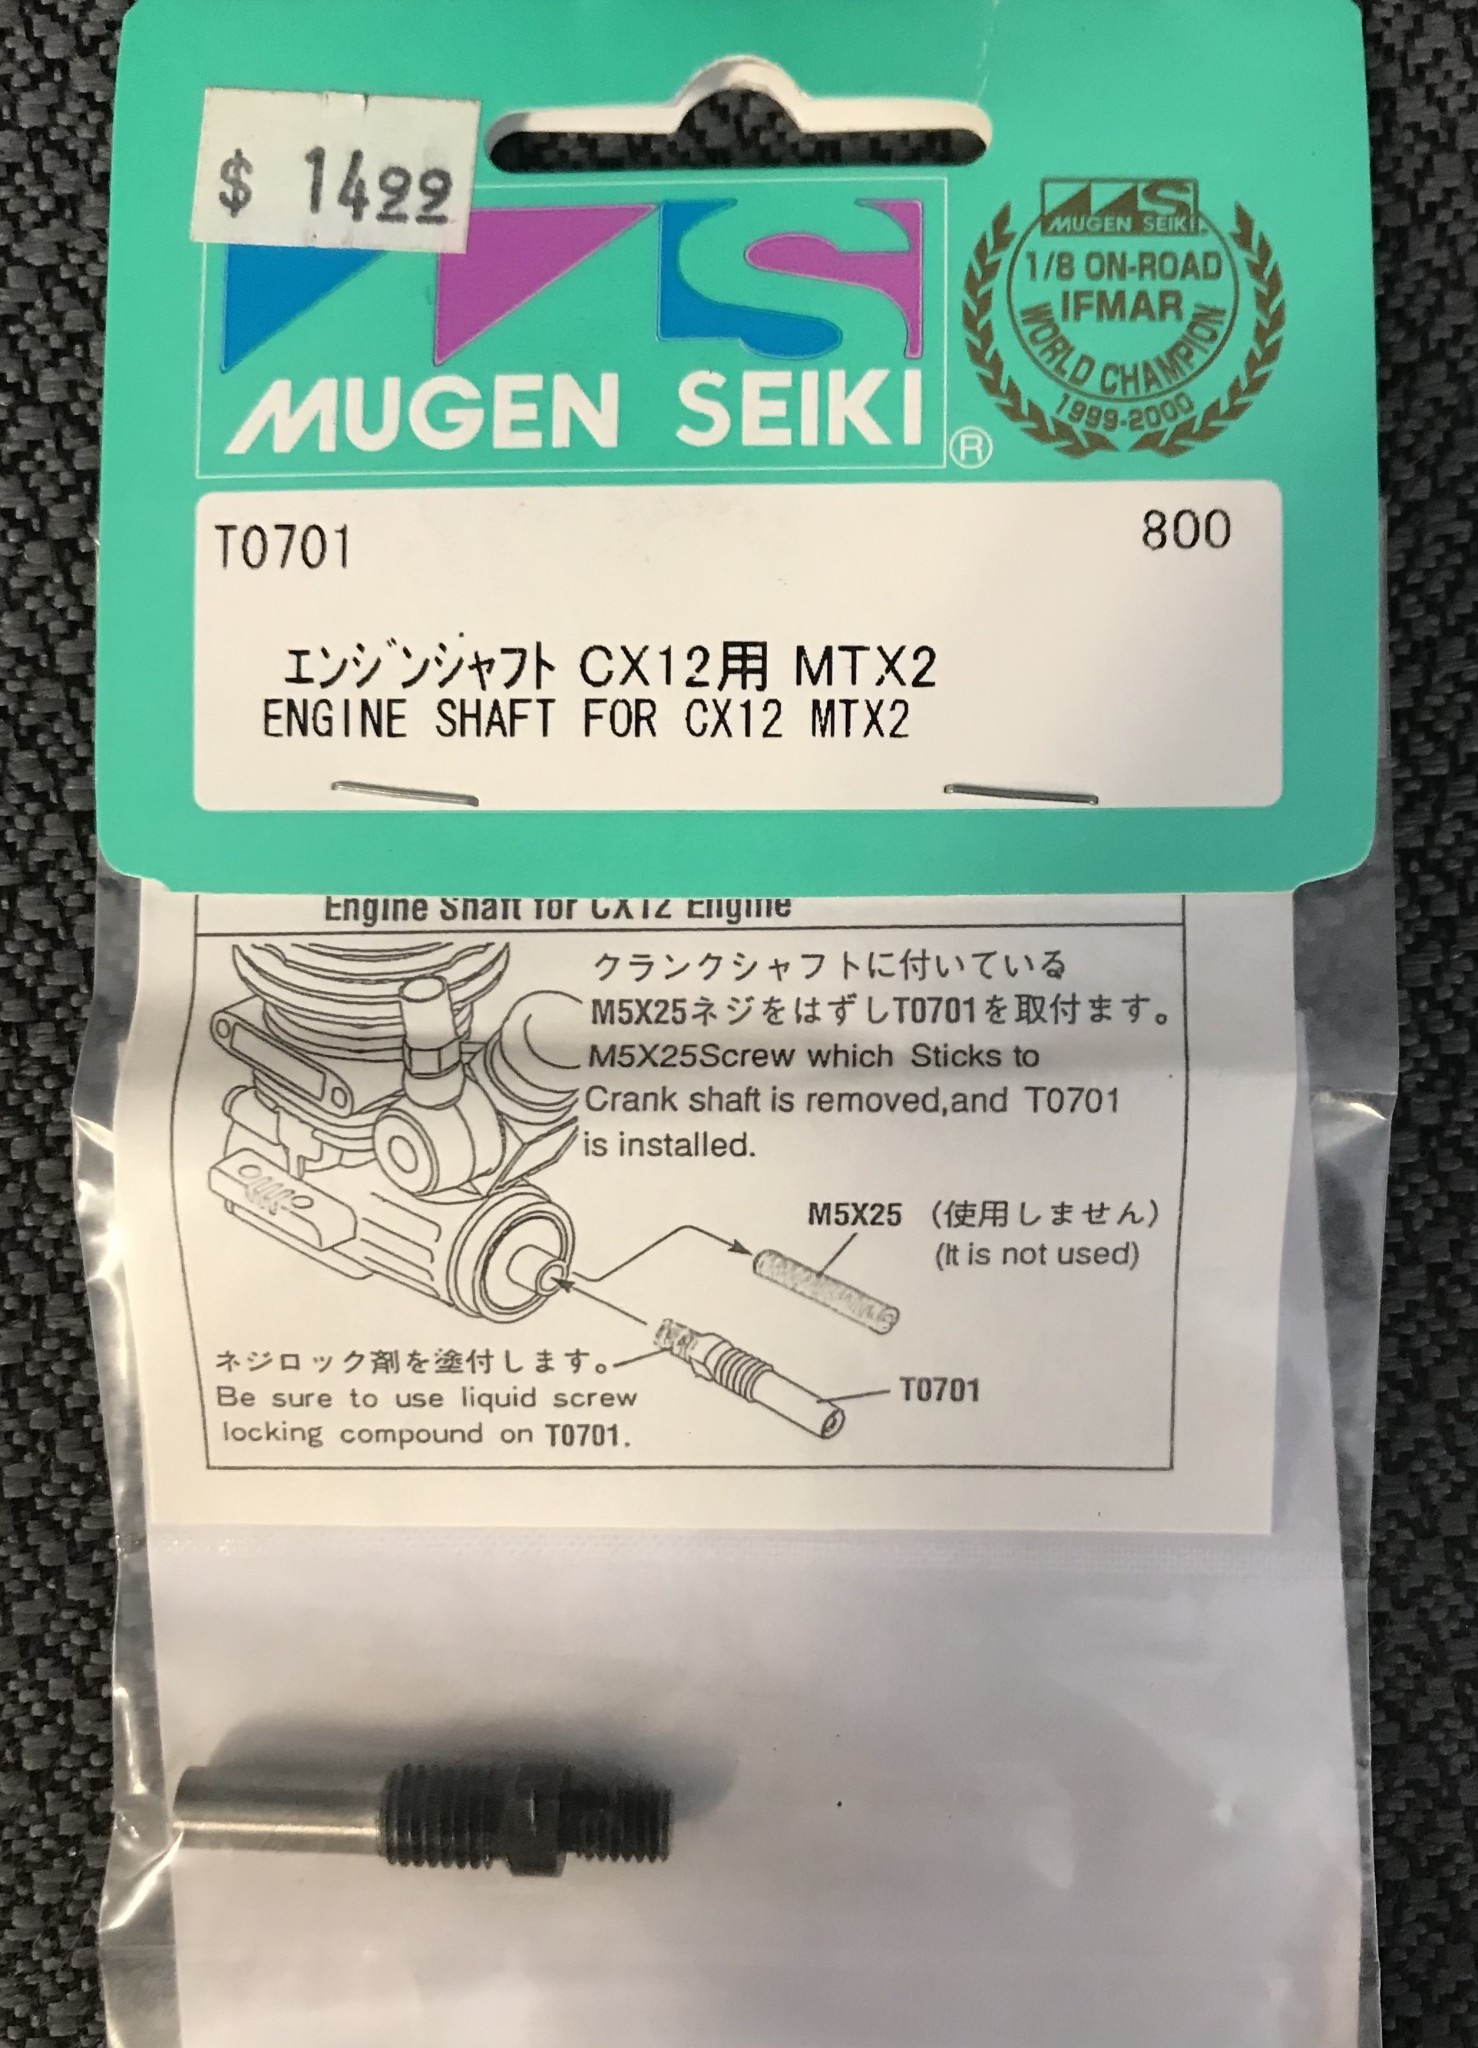 $ 1499
MUGEN SEIKI ®
MUGEN SEIKI
1/8 ON-ROAD
IFMAR
WORLD CHAMPION
1999-2000
T0701
800
エンジンシャフト CX12用 MTX2
ENGINE SHAFT FOR CX12 MTX2
Engine Shaft for CX12 Engine
クランクシャフトに付いている
M5X25ネジをはずしT0701を取付ます。
M5X25Screw which Sticks to
Crank shaft is removed,and T0701
is installed.
M5X25 (使用しません)
(It is not used)
ネジロック剤を塗付します。
Be sure to use liquid screw
locking compound on T0701.
T0701